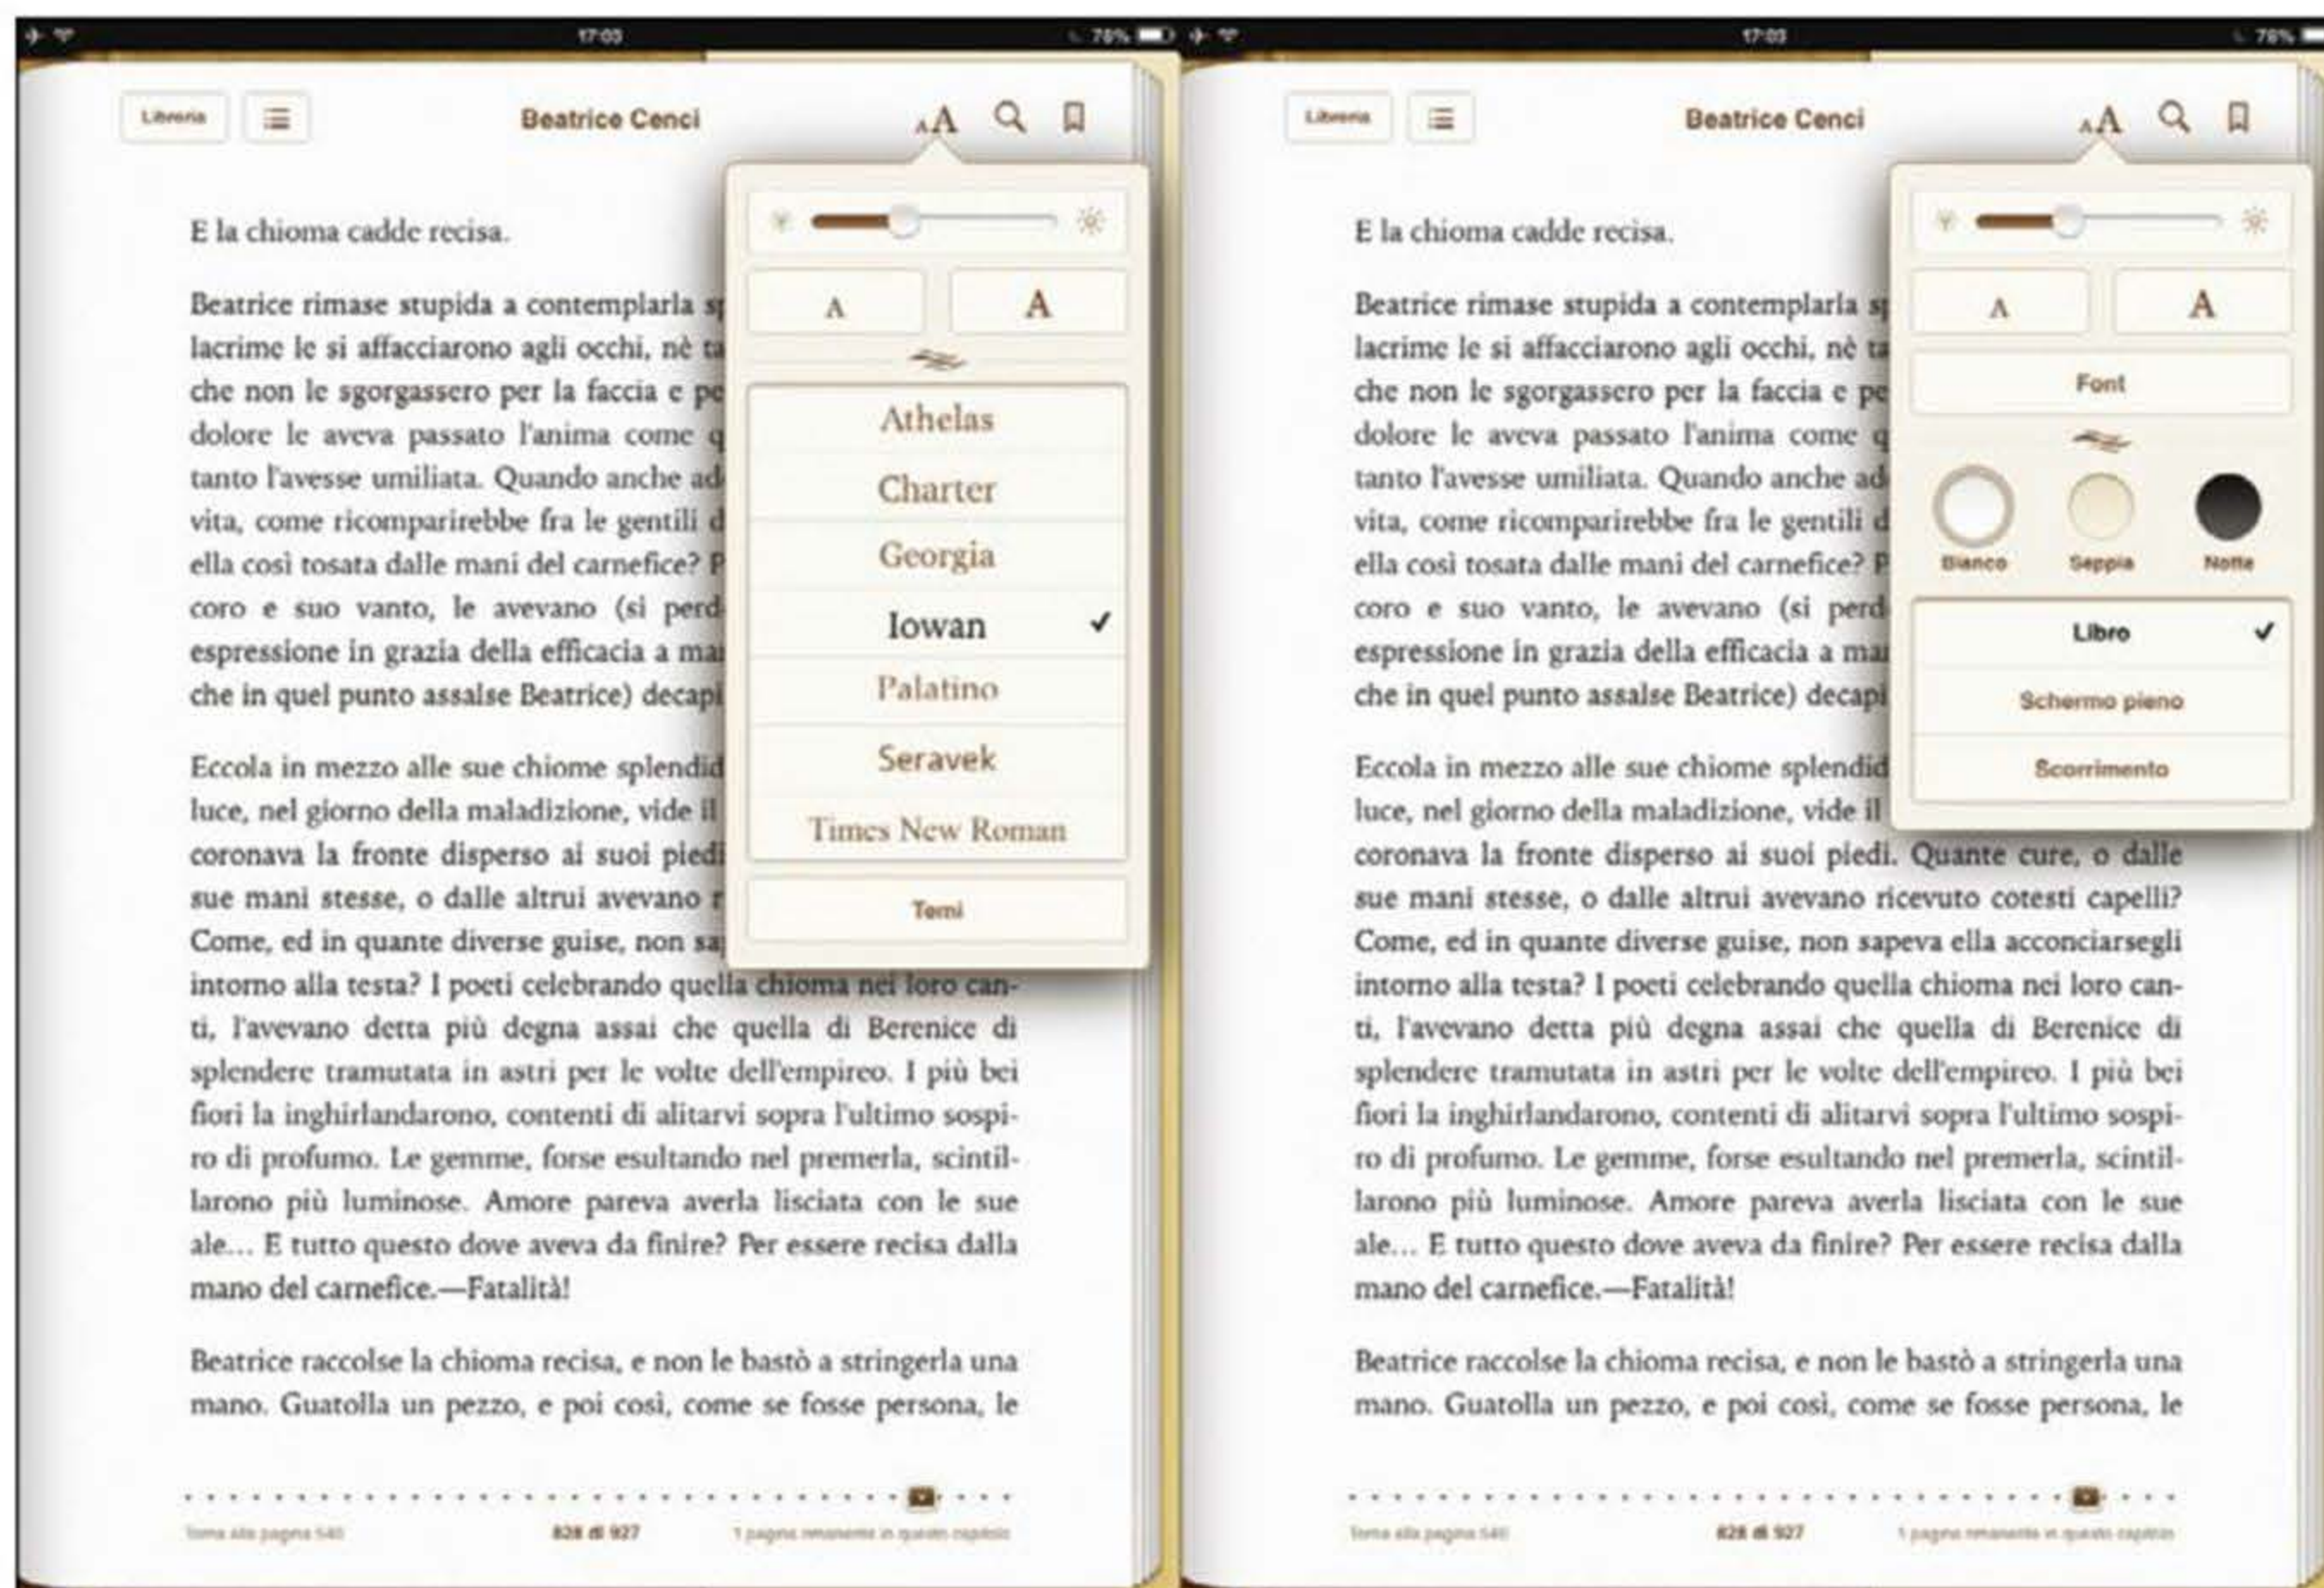 17:03
76%
Libreria
Beatrice Cenci
AA
E la chioma cadde recisa.
Beatrice rimase stupida a contemplarla
lacrime le si affacciarono agli occhi, nè
che non le sgorgassero per la faccia e
dolore le aveva passato l'anima come
tanto l'avesse umiliata. Quando anche
vita, come ricomparirebbe fra le gentili
ella così tosata dalle mani del carnefice?
coro e suo vanto, le avevano (si
espressione in grazia della efficacia a
che in quel punto assalse Beatrice)
Eccola in mezzo alle sue chiome
luce, nel giorno della maladizione, vide il
coronava la fronte disperso ai suoi
sue mani stesse, o dalle altrui avevano
Come, ed in quante diverse guise, non
intorno alla testa? I poeti celebrando quella chioma nei loro can-
ti, l'avevano detta più degna assai che quella di Berenice di
splendere tramutata in astri per le volte dell'empireo. I più bei
fiori la inghirlandarono, contenti di alitarvi sopra l'ultimo sospi-
ro di profumo. Le gemme, forse esultando nel premerla, scintil-
larono più luminose. Amore pareva averla lisciata con le sue
ale... E tutto questo dove aveva da finire? Per essere recisa dalla
mano del carnefice.—Fatalità!
Beatrice raccolse la chioma recisa, e non le bastò a stringerla una
mano. Guatolla un pezzo, e poi così, come se fosse persona, le
A A
Athelas
Charter
Georgia
Iowan
Palatino
Seravek
Times New Roman
Temi
Torna alla pagina 540
828 di 927
1 pagina rimanente in questo capitolo
17:03
76%
Libreria
Beatrice Cenci
AA
E la chioma cadde recisa.
Beatrice rimase stupida a contemplarla
lacrime le si affacciarono agli occhi, nè
che non le sgorgassero per la faccia e
dolore le aveva passato l'anima come
tanto l'avesse umiliata. Quando anche
vita, come ricomparirebbe fra le gentili
ella così tosata dalle mani del carnefice?
coro e suo vanto, le avevano (si
espressione in grazia della efficacia a
che in quel punto assalse Beatrice)
Eccola in mezzo alle sue chiome
luce, nel giorno della maladizione, vide il
coronava la fronte disperso ai suoi piedi. Quante cure, o dalle
sue mani stesse, o dalle altrui avevano ricevuto cotesti capelli?
Come, ed in quante diverse guise, non sapeva ella acconciarsegli
intorno alla testa? I poeti celebrando quella chioma nei loro can-
ti, l'avevano detta più degna assai che quella di Berenice di
splendere tramutata in astri per le volte dell'empireo. I più bei
fiori la inghirlandarono, contenti di alitarvi sopra l'ultimo sospi-
ro di profumo. Le gemme, forse esultando nel premerla, scintil-
larono più luminose. Amore pareva averla lisciata con le sue
ale... E tutto questo dove aveva da finire? Per essere recisa dalla
mano del carnefice.—Fatalità!
Beatrice raccolse la chioma recisa, e non le bastò a stringerla una
mano. Guatolla un pezzo, e poi così, come se fosse persona, le
A A
Font
Bianco Seppia Notte
Libro
Schermo pieno
Scorrimento
Torna alla pagina 540
828 di 927
1 pagina rimanente in questo capitolo